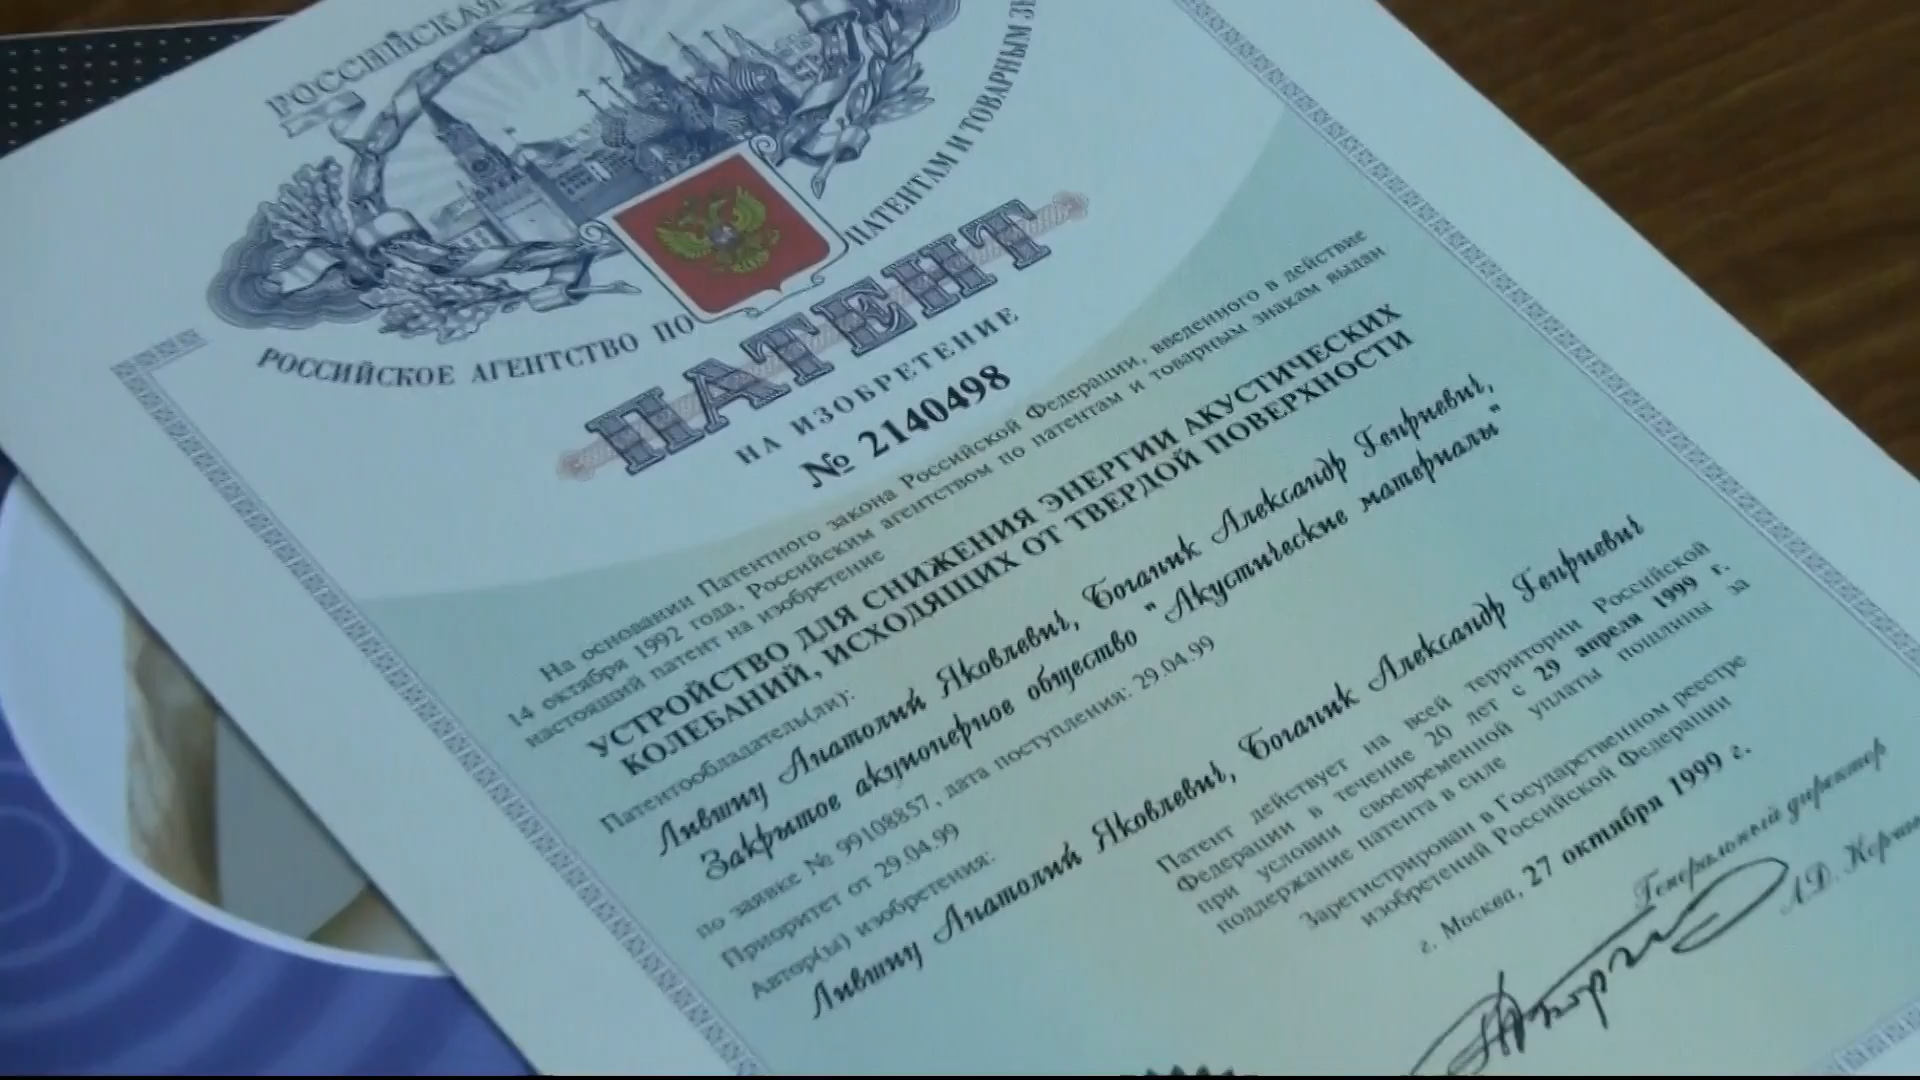 РОССИЙСКАЯ
РОССИЙСКОЕ АГЕНТСТВО ПО ПАТЕНТАМ И ТОВАРНЫМ
ПАТЕНТ
НА ИЗОБРЕТЕНИЕ
№ 2140498
На основании Патентного закона Российской Федерации, введенного в действие
14 октября 1992 года, Российским агентством по патентам и товарным знакам выдан
настоящий патент на изобретение
УСТРОЙСТВО ДЛЯ СНИЖЕНИЯ ЭНЕРГИИ АКУСТИЧЕСКИХ
КОЛЕБАНИЙ, ИСХОДЯЩИХ ОТ ТВЕРДОЙ ПОВЕРХНОСТИ
Патентообладатель(ли):
Лившиц Анатолий Яковлевич, Боганик Александр Генриевич,
Закрытое акционерное общество "Акустические материалы"
по заявке № 99108857, дата поступления: 29.04.99
Приоритет от 29.04.99
Автор(ы) изобретения:
Лившиц Анатолий Яковлевич, Боганик Александр Генриевич
Патент действует на всей территории Российской
Федерации в течение 20 лет с 29 апреля 1999 г.
при условии своевременной уплаты пошлины за
поддержание патента в силе
Зарегистрирован в Государственном реестре
изобретений Российской Федерации
г. Москва, 27 октября 1999 г.
Генеральный директор
А.Д.